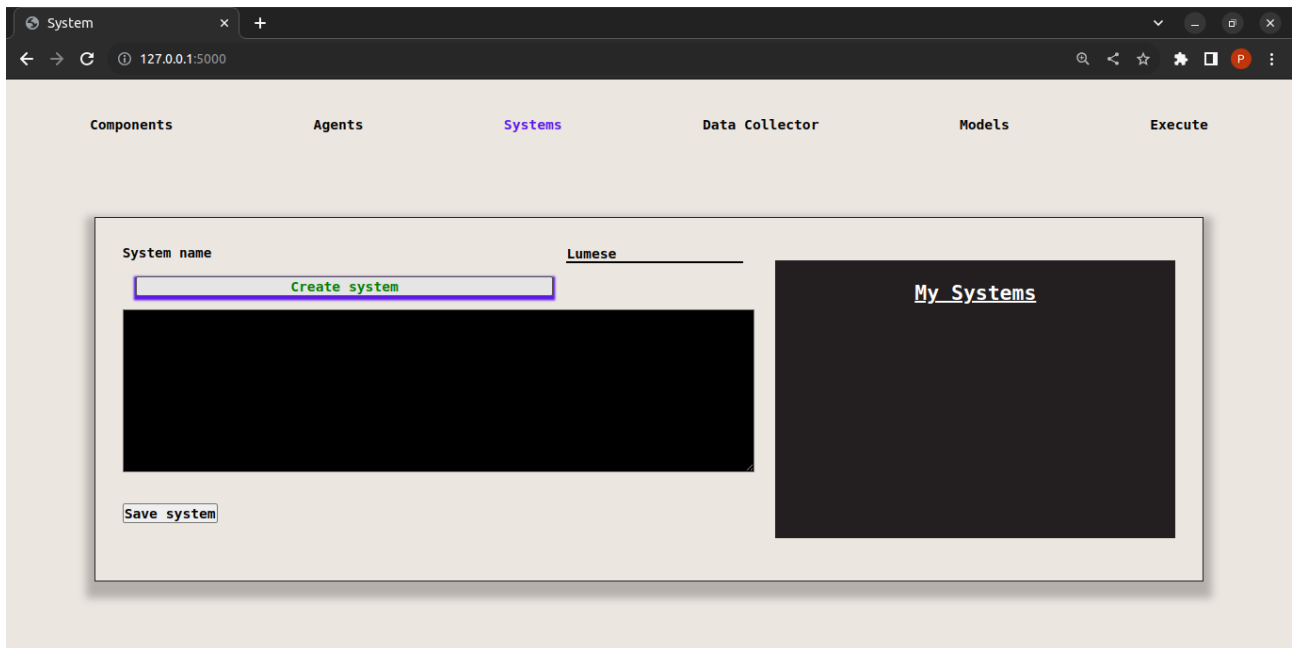 System
127.0.0.1:5000
P
Components Agents Systems Data Collector Models Execute
System name Lumese
Create system
My Systems
Save system